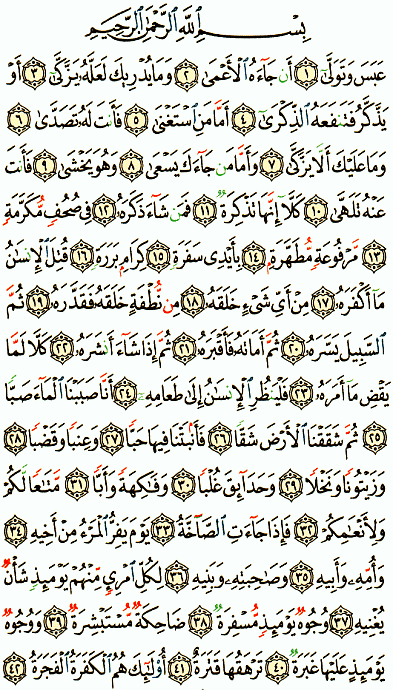 بِسْمِ ٱللَّهِ ٱلرَّحْمَٰنِ ٱلرَّحِيمِ
عَبَسَ وَتَوَلَّىٰٓ ١ أَن جَآءَهُ ٱلْأَعْمَىٰ ٢ وَمَا يُدْرِيكَ لَعَلَّهُۥ يَزَّكَّىٰٓ ٣ أَوْ
يَذَّكَّرُ فَتَنفَعَهُ ٱلذِّكْرَىٰٓ ٤ أَمَّا مَنِ ٱسْتَغْنَىٰ ٥ فَأَنتَ لَهُۥ تَصَدَّىٰ ٦
وَمَا عَلَيْكَ أَلَّا يَزَّكَّىٰ ٧ وَأَمَّا مَن جَآءَكَ يَسْعَىٰ ٨ وَهُوَ يَخْشَىٰ ٩ فَأَنتَ
عَنْهُ تَلَهَّىٰ ١٠ كَلَّآ إِنَّهَا تَذْكِرَةٌ ١١ فَمَن شَآءَ ذَكَرَهُۥ ١٢ فِى صُحُفٍ مُّكَرَّمَةٍ
١٣ مَّرْفُوعَةٍ مُّطَهَّرَةٍۭ ١٤ بِأَيْدِى سَفَرَةٍ ١٥ كِرَامٍۭ بَرَرَةٍ ١٦ قُتِلَ ٱلْإِنسَٰنُ
مَآ أَكْفَرَهُۥ ١٧ مِنْ أَىِّ شَىْءٍ خَلَقَهُۥ ١٨ مِن نُّطْفَةٍ خَلَقَهُۥ فَقَدَّرَهُۥ ١٩ ثُمَّ
ٱلسَّبِيلَ يَسَّرَهُۥ ٢٠ ثُمَّ أَمَاتَهُۥ فَأَقْبَرَهُۥ ٢١ ثُمَّ إِذَا شَآءَ أَنشَرَهُۥ ٢٢ كَلَّا لَمَّا
يَقْضِ مَآ أَمَرَهُۥ ٢٣ فَلْيَنظُرِ ٱلْإِنسَٰنُ إِلَىٰ طَعَامِهِۦٓ ٢٤ أَنَّا صَبَبْنَا ٱلْمَآءَ صَبًّا
٢٥ ثُمَّ شَقَقْنَا ٱلْأَرْضَ شَقًّا ٢٦ فَأَنۢبَتْنَا فِيهَا حَبًّا ٢٧ وَعِنَبًا وَقَضْبًا ٢٨
وَزَيْتُونًا وَنَخْلًا ٢٩ وَحَدَآئِقَ غُلْبًا ٣٠ وَفَٰكِهَةً وَأَبًّا ٣١ مَّتَٰعًا لَّكُمْ
وَلِأَنْعَٰمِكُمْ ٣٢ فَإِذَا جَآءَتِ ٱلصَّآخَّةُ ٣٣ يَوْمَ يَفِرُّ ٱلْمَرْءُ مِنْ أَخِيهِ ٣٤
وَأُمِّهِۦ وَأَبِيهِ ٣٥ وَصَٰحِبَتِهِۦ وَبَنِيهِ ٣٦ لِكُلِّ ٱمْرِئٍ مِّنْهُمْ يَوْمَئِذٍ شَأْنٌ
يُغْنِيهِ ٣٧ وُجُوهٌ يَوْمَئِذٍ مُّسْفِرَةٌ ٣٨ ضَاحِكَةٌ مُّسْتَبْشِرَةٌ ٣٩ وَوُجُوهٌ
يَوْمَئِذٍ عَلَيْهَا غَبَرَةٌ ٤٠ تَرْهَقُهَا قَتَرَةٌ ٤١ أُو۟لَٰٓئِكَ هُمُ ٱلْكَفَرَةُ ٱلْفَجَرَةُ ٤٢